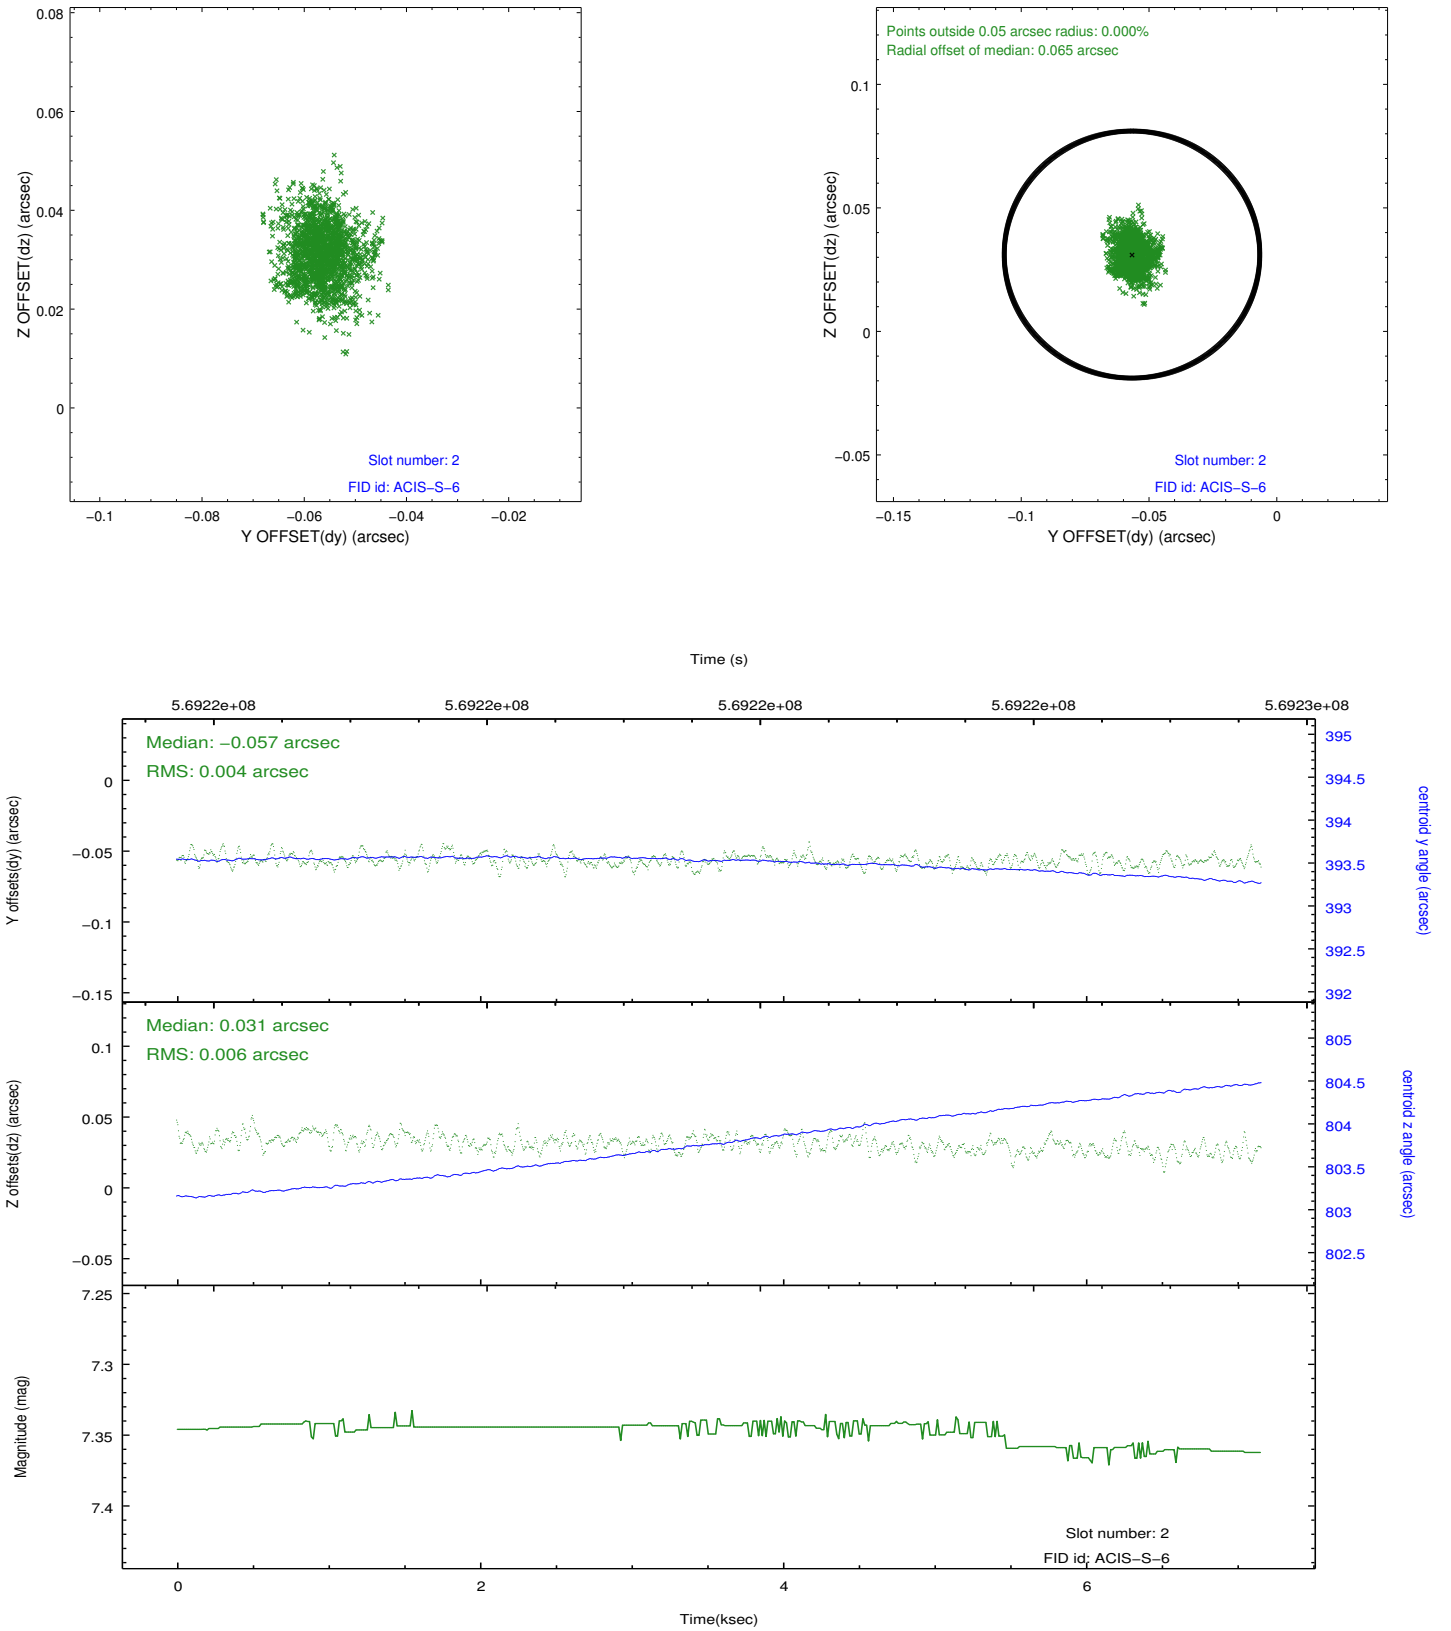 0.08
0.06
0.04
0.02
0
Z OFFSET(dz) (arcsec)
Slot number: 2
FID id: ACIS−S−6
−0.1
−0.08
−0.06
−0.04
−0.02
Y OFFSET(dy) (arcsec)
Points outside 0.05 arcsec radius: 0.000%
Radial offset of median: 0.065 arcsec
0.1
0.05
0
−0.05
Z OFFSET(dz) (arcsec)
Slot number: 2
FID id: ACIS−S−6
−0.15
−0.1
−0.05
0
Y OFFSET(dy) (arcsec)
Time (s)
5.6922e+08
5.6922e+08
5.6922e+08
5.6922e+08
5.6923e+08
Median: −0.057 arcsec
RMS: 0.004 arcsec
0
−0.05
−0.1
−0.15
Y offsets(dy) (arcsec)
395
394.5
394
393.5
393
392.5
392
centroid y angle (arcsec)
Median: 0.031 arcsec
RMS: 0.006 arcsec
0.1
0.05
0
−0.05
Z offsets(dz) (arcsec)
805
804.5
804
803.5
803
802.5
centroid z angle (arcsec)
7.25
7.3
7.35
7.4
Magnitude (mag)
Slot number: 2
FID id: ACIS−S−6
0
2
4
6
Time(ksec)